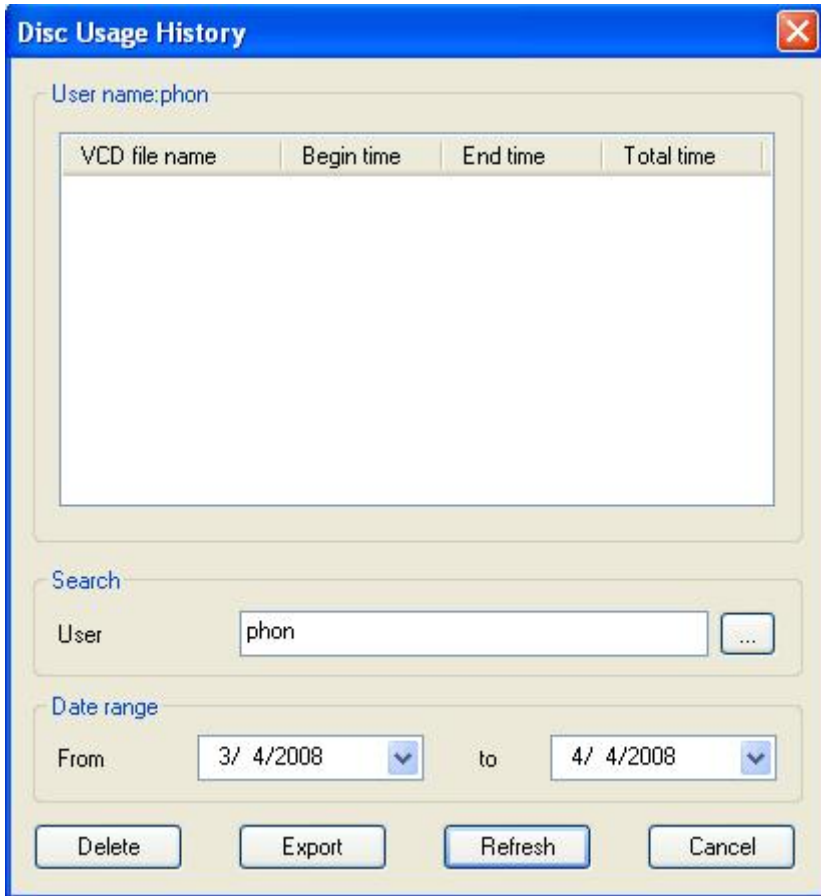 Disc Usage History
User name:phon
VCD file name Begin time End time Total time
Search
User phon ...
Date range
From 3/ 4/2008 to 4/ 4/2008
Delete Export Refresh Cancel